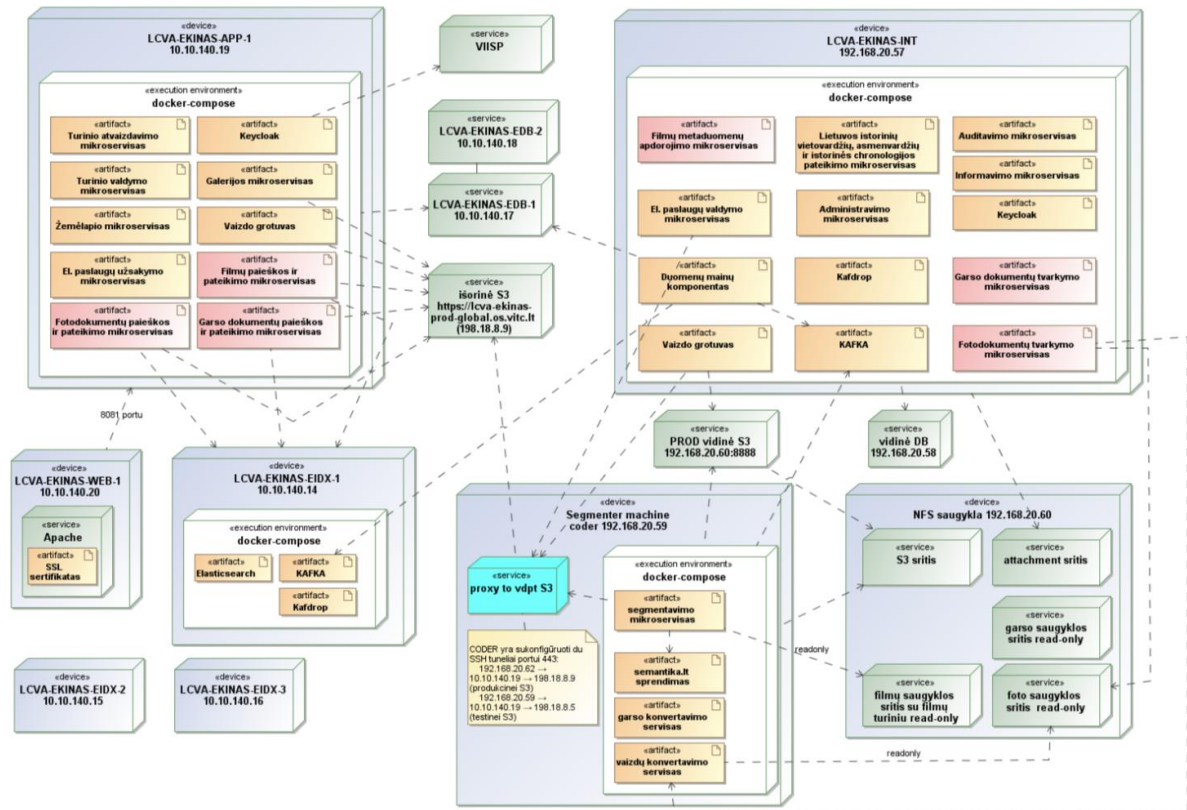 «device»
LCVA-EKINAS-APP-1
10.10.140.19
«execution environment»
docker-compose
«artifact»
Turinio atvaizdavimo
mikroservisas
«artifact»
Keycloak
«artifact»
Turinio valdymo
mikroservisas
«artifact»
Galerijos mikroservisas
«artifact»
Žemėlapio mikroservisas
«artifact»
Vaizdo grotuvas
«artifact»
El. paslaugų užsakymo
mikroservisas
«artifact»
Filmų paieškos ir
pateikimo mikroservisas
«artifact»
Fotodokumentų paieškos
ir pateikimo mikroservisas
«artifact»
Garso dokumentų paieškos
ir pateikimo mikroservisas
«service»
VIISP
«service»
LCVA-EKINAS-EDB-2
10.10.140.18
«service»
LCVA-EKINAS-EDB-1
10.10.140.17
«service»
išorinė S3
https://lcva-ekinas-
prod-global.os.vitc.lt
(198.18.8.9)
«device»
LCVA-EKINAS-INT
192.168.20.57
«execution environment»
docker-compose
«artifact»
Filmų metaduomenų
apdorojimo mikroservisas
«artifact»
Lietuvos istorinių
vietovardžių, asmenvardžių
ir istorinės chronologijos
pateikimo mikroservisas
«artifact»
Auditavimo mikroservisas
«artifact»
Informavimo mikroservisas
«artifact»
El. paslaugų valdymo
mikroservisas
«artifact»
Administravimo
mikroservisas
«artifact»
Keycloak
«artifact»
Duomenų mainų
komponentas
«artifact»
Kafdrop
«artifact»
Garso dokumentų tvarkymo
mikroservisas
«artifact»
Vaizdo grotuvas
«artifact»
KAFKA
«artifact»
Fotodokumentų tvarkymo
mikroservisas
8081 portu
«device»
LCVA-EKINAS-WEB-1
10.10.140.20
«service»
Apache
«artifact»
SSL
sertifikatas
«device»
LCVA-EKINAS-EIDX-1
10.10.140.14
«execution environment»
docker-compose
«artifact»
Elasticsearch
«artifact»
KAFKA
«artifact»
Kafdrop
«device»
LCVA-EKINAS-EIDX-2
10.10.140.15
«device»
LCVA-EKINAS-EIDX-3
10.10.140.16
«service»
PROD vidinė S3
192.168.20.60:8888
«service»
vidinė DB
192.168.20.58
«device»
Segmenter machine
coder 192.168.20.59
«service»
proxy to vdpt S3
CODER yra sukonfigūruoti du
SSH tuneliai portui 443:
192.168.20.62 →
10.10.140.19 → 198.18.8.9
(produkcinei S3)
192.168.20.59 →
10.10.140.19 → 198.18.8.5
(testinei S3)
«execution environment»
docker-compose
«artifact»
segmentavimo
mikroservisas
«artifact»
semantika.lt
sprendimas
«artifact»
garso konvertavimo
servisas
«artifact»
vaizdų konvertavimo
servisas
«device»
NFS saugykla 192.168.20.60
«service»
S3 sritis
«service»
attachment sritis
«service»
garso saugyklos
sritis read-only
«service»
filmų saugyklos
sritis su filmų
turiniu read-only
«service»
foto saugyklos
sritis read-only
readonly
readonly